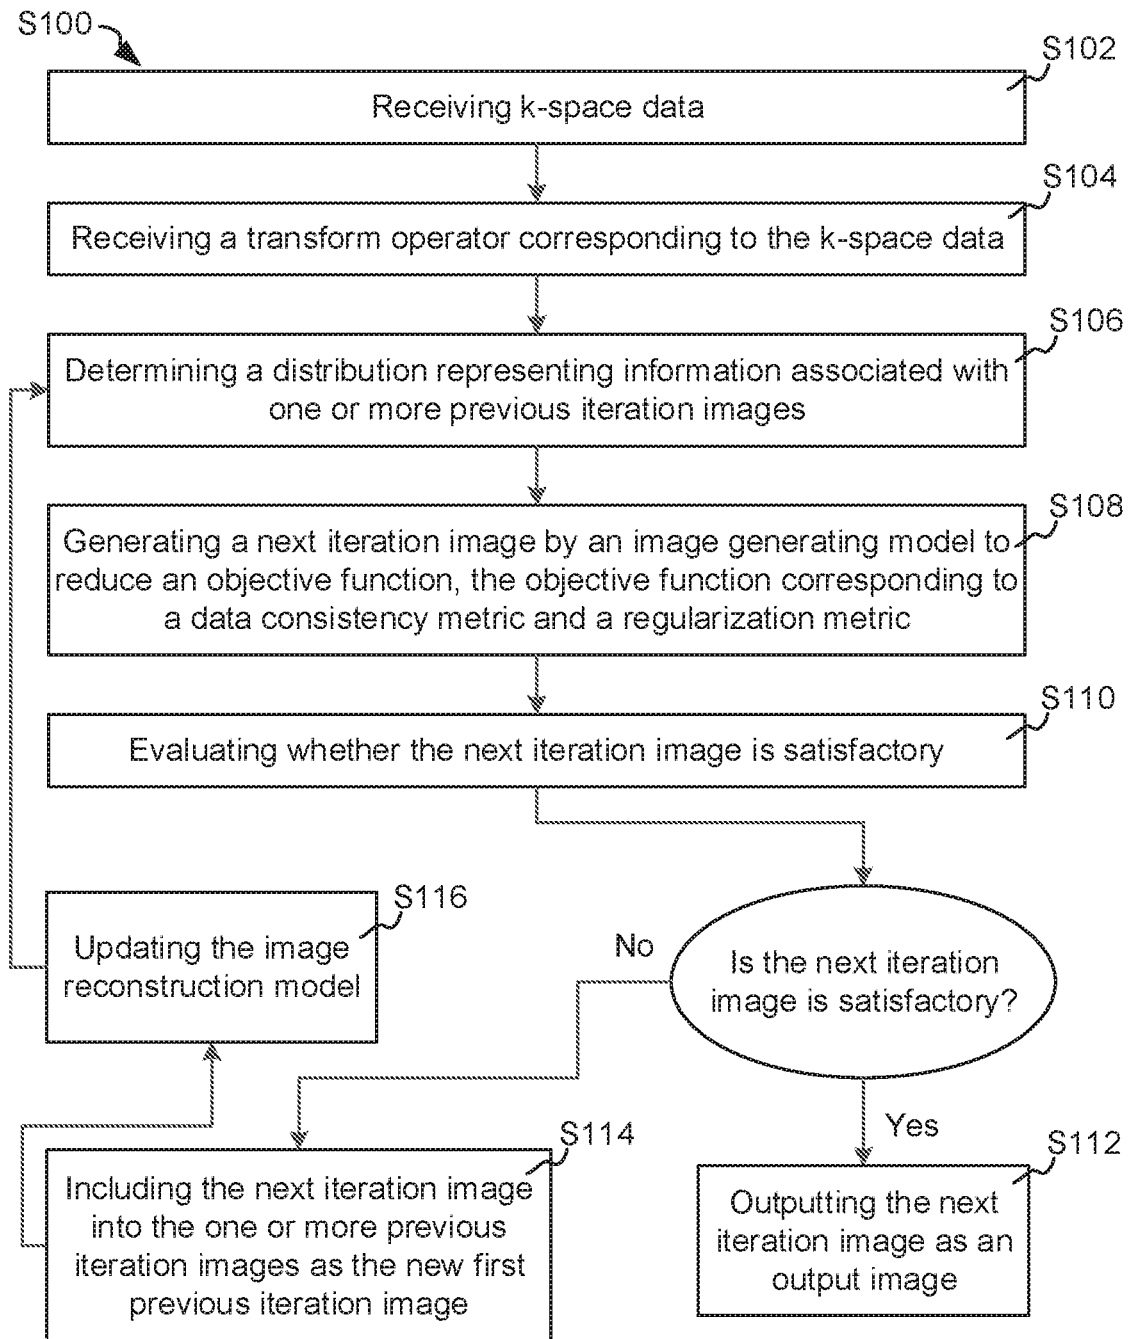 S100
S102
Receiving k-space data
S104
Receiving a transform operator corresponding to the k-space data
S106
Determining a distribution representing information associated with
one or more previous iteration images
S108
Generating a next iteration image by an image generating model to
reduce an objective function, the objective function corresponding to
a data consistency metric and a regularization metric
S110
Evaluating whether the next iteration image is satisfactory
S116
Updating the image
reconstruction model
No
Is the next iteration
image is satisfactory?
Yes
S114
Including the next iteration image
into the one or more previous
iteration images as the new first
previous iteration image
S112
Outputting the next
iteration image as an
output image